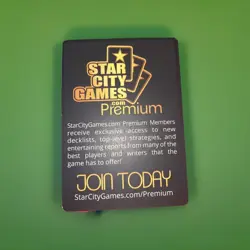 STAR
CITY
GAMES
.com
Premium
StarCityGames.com Premium Members
receive exclusive access to new
decklists, top-level strategies, and
entertaining reports from many of the
best players and writers that the
game has to offer!
JOIN TODAY
StarCityGames.com/Premium